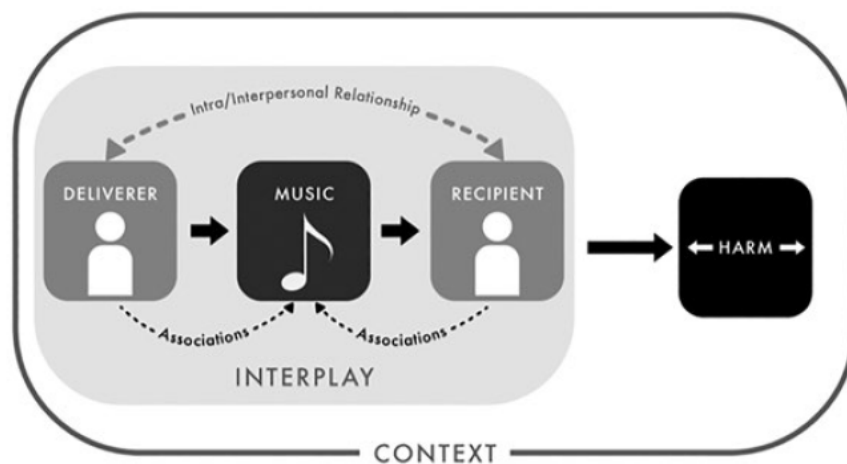 Intra/Interpersonal Relationship
DELIVERER
MUSIC
RECIPIENT
HARM
Associations
Associations
INTERPLAY
CONTEXT